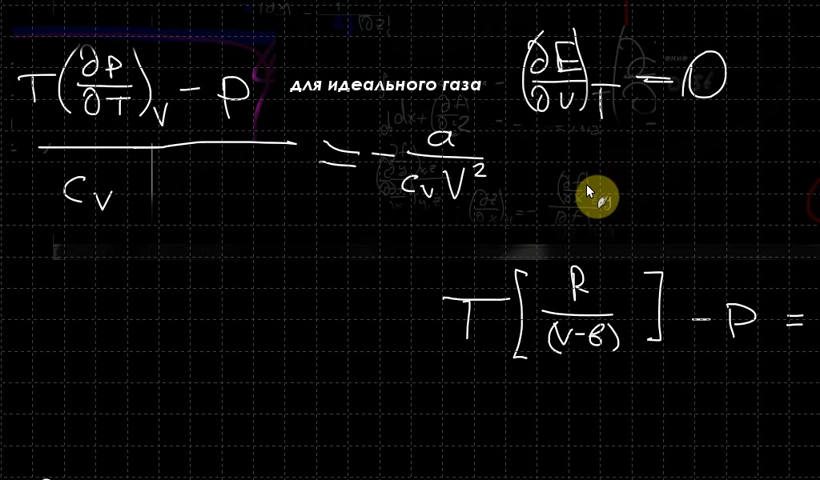 T(∂p/∂T)_V - p для идеального газа (∂E/∂V)_T = 0
c_V = - a/(c_V V²)
T[R/(V-в)] - P =